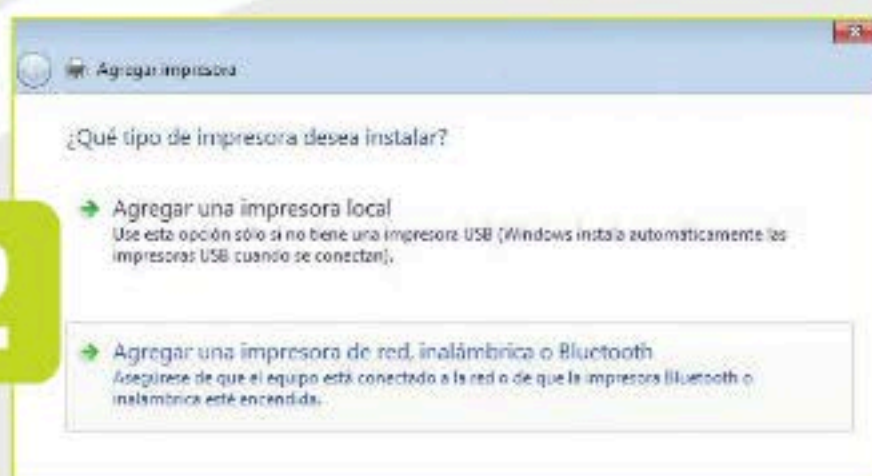 Agregar impresora
¿Qué tipo de impresora desea instalar?
Agregar una impresora local
Use esta opción sólo si no tiene una impresora USB (Windows instala automáticamente las
impresoras USB cuando se conectan).
2
Agregar una impresora de red, inalámbrica o Bluetooth
Asegúrese de que el equipo está conectado a la red o de que la impresora Bluetooth o
inalámbrica esté encendida.